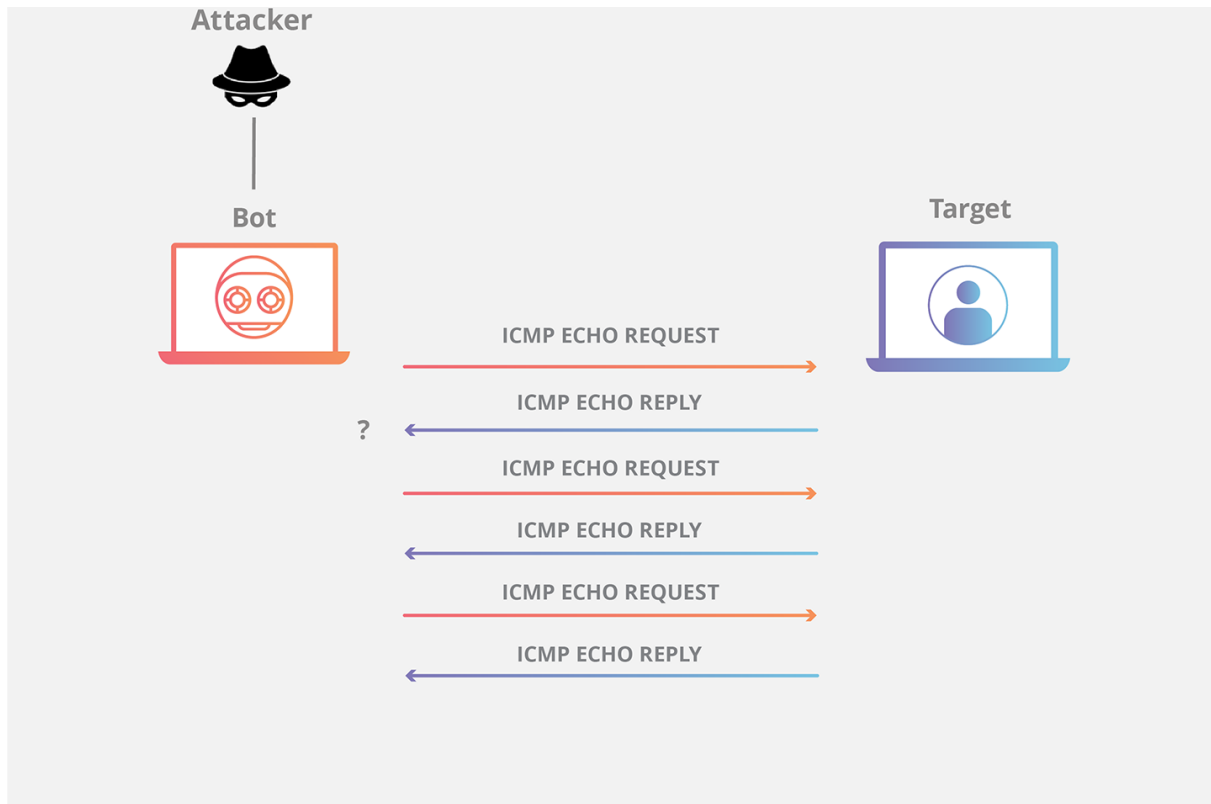 Attacker
Bot
Target
ICMP ECHO REQUEST
ICMP ECHO REPLY
?
ICMP ECHO REQUEST
ICMP ECHO REPLY
ICMP ECHO REQUEST
ICMP ECHO REPLY